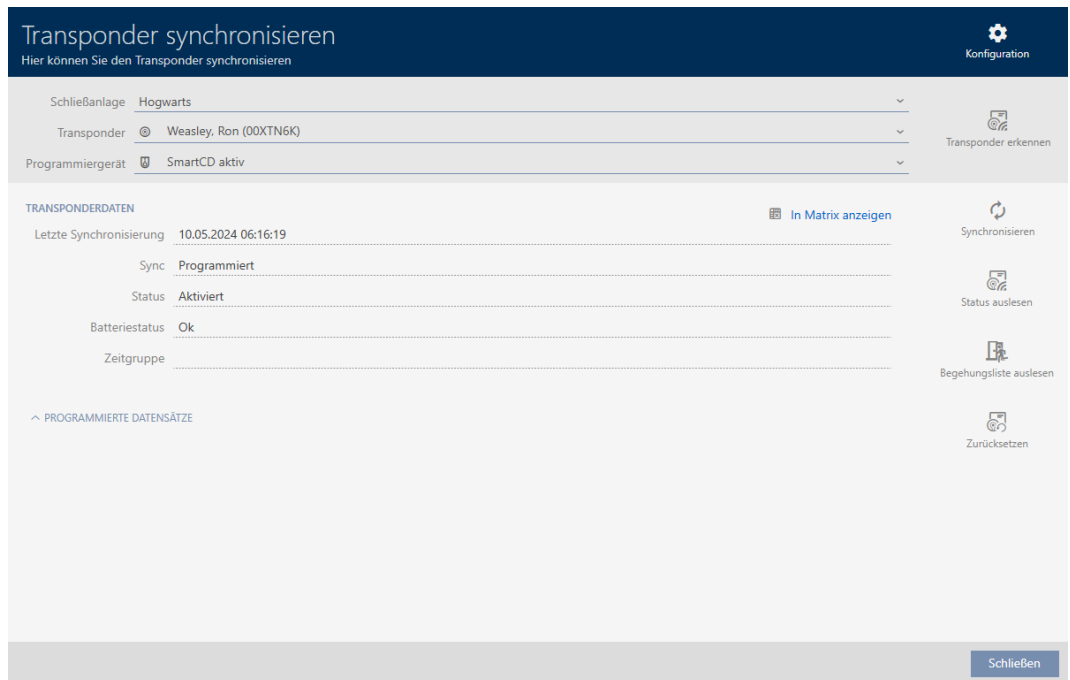 Transponder synchronisieren
Hier können Sie den Transponder synchronisieren
Konfiguration
Schließanlage Hogwarts
Transponder Weasley, Ron (00XTN6K)
Programmiergerät SmartCD aktiv
Transponder erkennen
TRANSPONDERDATEN
In Matrix anzeigen
Letzte Synchronisierung 10.05.2024 06:16:19
Sync Programmiert
Status Aktiviert
Batteriestatus Ok
Zeitgruppe
PROGRAMMIERTE DATENSÄTZE
Synchronisieren
Status auslesen
Begehungsliste auslesen
Zurücksetzen
Schließen